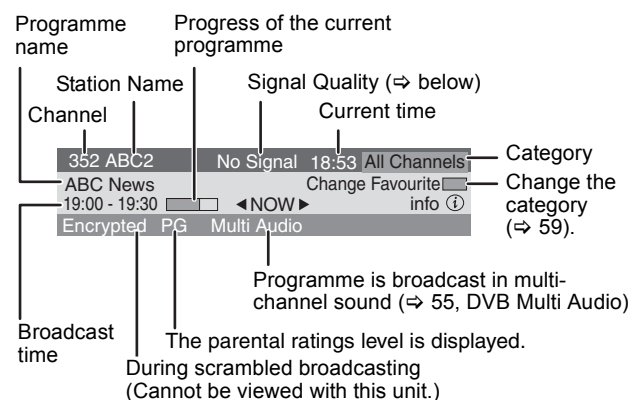 Programme
name
Progress of the current
programme
Station Name
Signal Quality (⇨ below)
Channel
Current time
352 ABC2 No Signal 18:53 All Channels
Category
ABC News Change Favourite
19:00 - 19:30 ◀NOW▶ info ⓘ
Change the
category
(⇨ 59).
Encrypted PG Multi Audio
Programme is broadcast in multi-
channel sound (⇨ 55, DVB Multi Audio)
Broadcast
time
The parental ratings level is displayed.
During scrambled broadcasting
(Cannot be viewed with this unit.)